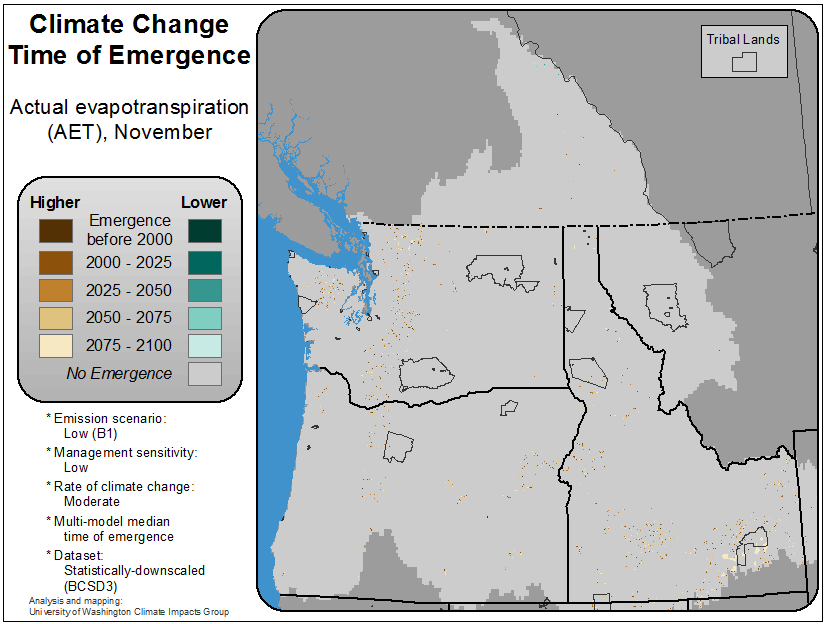 Climate Change
Time of Emergence
Actual evapotranspiration
(AET), November
Higher Lower
Emergence
before 2000
2000 - 2025
2025 - 2050
2050 - 2075
2075 - 2100
No Emergence
* Emission scenario:
Low (B1)
* Management sensitivity:
Low
* Rate of climate change:
Moderate
* Multi-model median
time of emergence
* Dataset:
Statistically-downscaled
(BCSD3)
Analysis and mapping:
University of Washington Climate Impacts Group
Tribal Lands